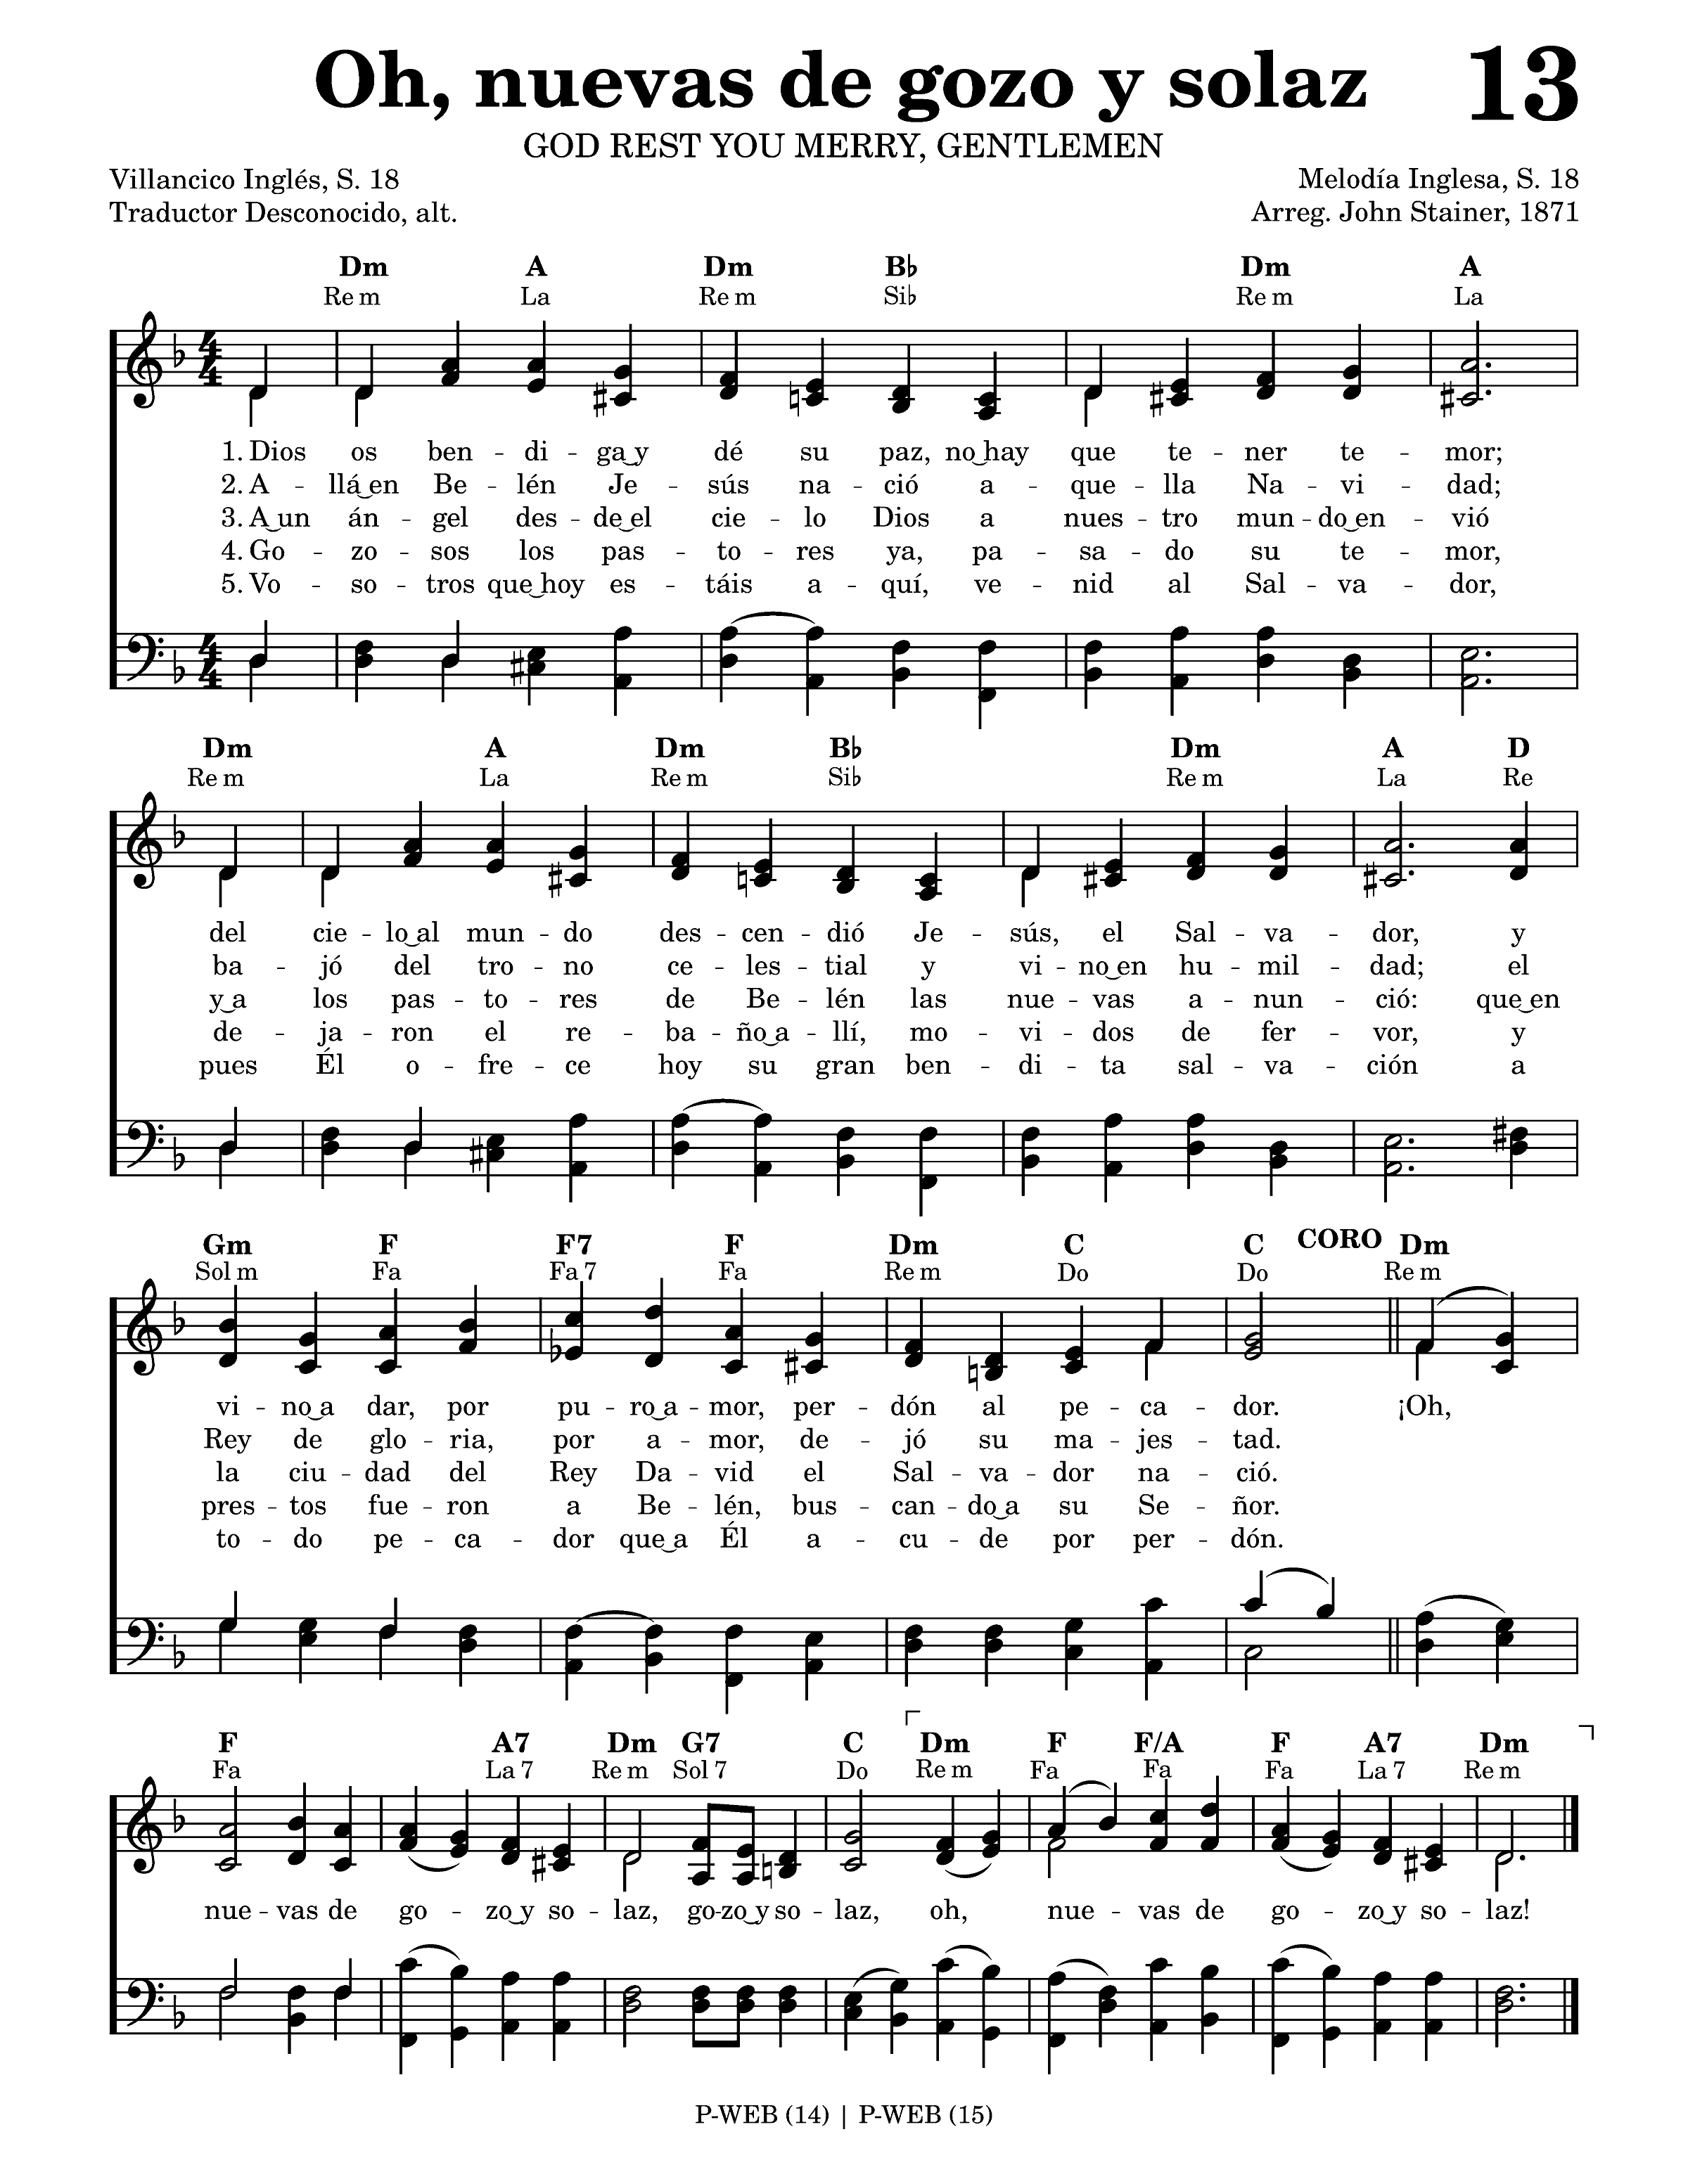 Oh, nuevas de gozo y solaz 13
GOD REST YOU MERRY, GENTLEMEN
Villancico Inglés, S. 18 Melodía Inglesa, S. 18
Traductor Desconocido, alt. Arreg. John Stainer, 1871
Dm A Dm B♭ Dm A
Re m La Re m Si♭ Re m La
1. Dios os ben - di - ga‿y dé su paz, no‿hay que te - ner te - mor;
2. A - llá‿en Be - lén Je - sús na - ció a - que - lla Na - vi - dad;
3. A‿un án - gel des - de‿el cie - lo Dios a nues - tro mun - do‿en - vió
4. Go - zo - sos los pas - to - res ya, pa - sa - do su te - mor,
5. Vo - so - tros que‿hoy es - táis a - quí, ve - nid al Sal - va - dor,
Dm A Dm B♭ Dm A D
Re m La Re m Si♭ Re m La Re
del cie - lo‿al mun - do des - cen - dió Je - sús, el Sal - va - dor, y
ba - jó del tro - no ce - les - tial y vi - no‿en hu - mil - dad; el
y‿a los pas - to - res de Be - lén las nue - vas a - nun - ció: que‿en
de - ja - ron el re - ba - ño‿a - llí, mo - vi - dos de fer - vor, y
pues Él o - fre - ce hoy su gran ben - di - ta sal - va - ción a
Gm F F7 F Dm C C CORO Dm
Sol m Fa Fa 7 Fa Re m Do Do Re m
vi - no‿a dar, por pu - ro‿a - mor, per - dón al pe - ca - dor. ¡Oh,
Rey de glo - ria, por a - mor, de - jó su ma - jes - tad.
la ciu - dad del Rey Da - vid el Sal - va - dor na - ció.
pres - tos fue - ron a Be - lén, bus - can - do‿a su Se - ñor.
to - do pe - ca - dor que‿a Él a - cu - de por per - dón.
F A7 Dm G7 C Dm F F/A F A7 Dm
Fa La 7 Re m Sol 7 Do Re m Fa Fa Fa La 7 Re m
nue - vas de go - zo‿y so - laz, go - zo‿y so - laz, oh, nue - vas de go - zo‿y so - laz!
P-WEB (14) | P-WEB (15)